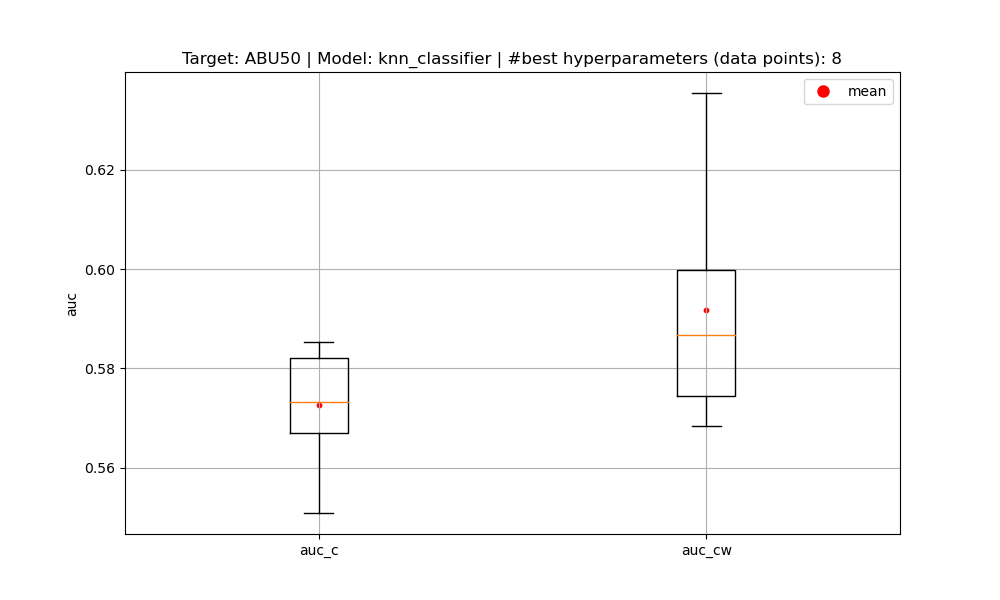 Target: ABU50 | Model: knn_classifier | #best hyperparameters (data points): 8
mean
0.62
0.60
0.58
0.56
auc
auc_c
auc_cw